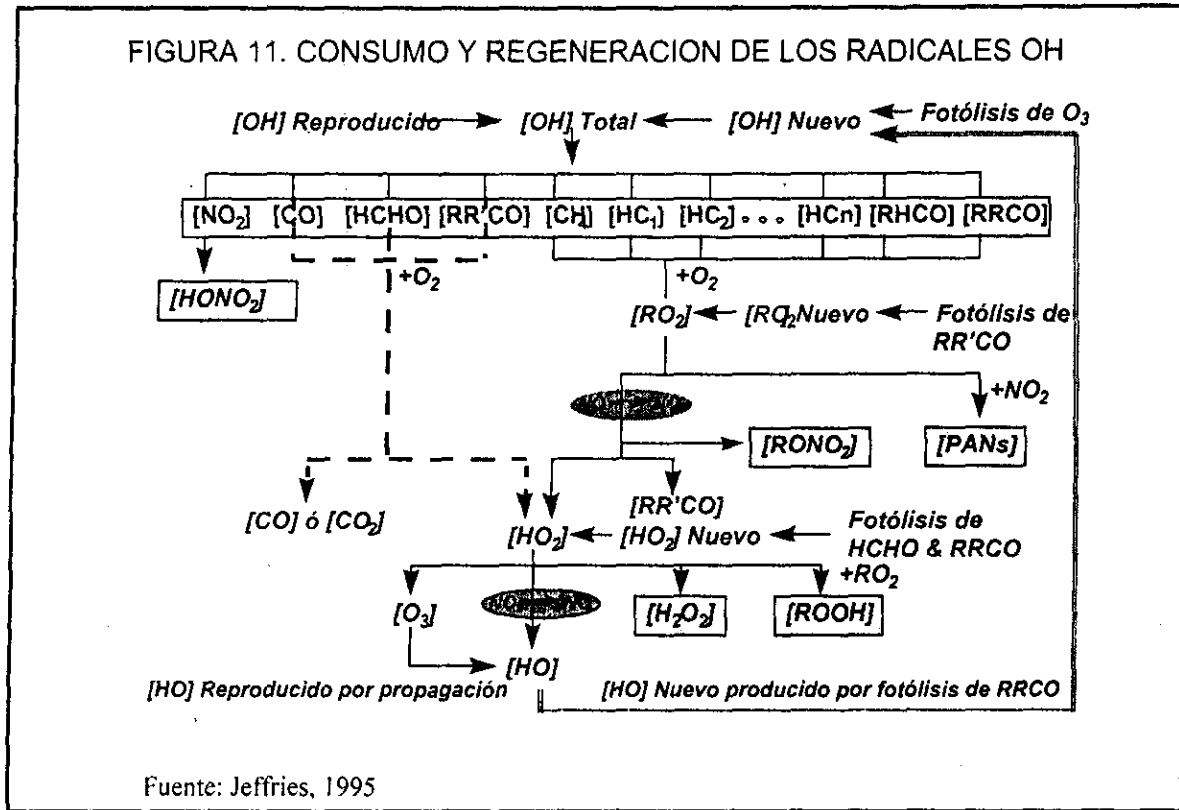 FIGURA 11. CONSUMO Y REGENERACION DE LOS RADICALES OH
[OH] Reproducido [OH] Total [OH] Nuevo Fotólisis de O3
[NO2] [CO] [HCHO] [RR'CO] [CH4] [HC1] [HC2] ∘∘∘ [HCn] [RHCO] [RRCO]
+O2 +O2
[HONO2]
[RO2] [RO2Nuevo Fotólisis de
RR'CO
+NO2
[RONO2] [PANs]
[RR'CO]
[CO] ó [CO2] [HO2] [HO2] Nuevo Fotólisis de
HCHO & RRCO
+RO2
[O3] [H2O2] [ROOH]
[HO]
[HO] Reproducido por propagación [HO] Nuevo producido por fotólisis de RRCO
Fuente: Jeffries, 1995